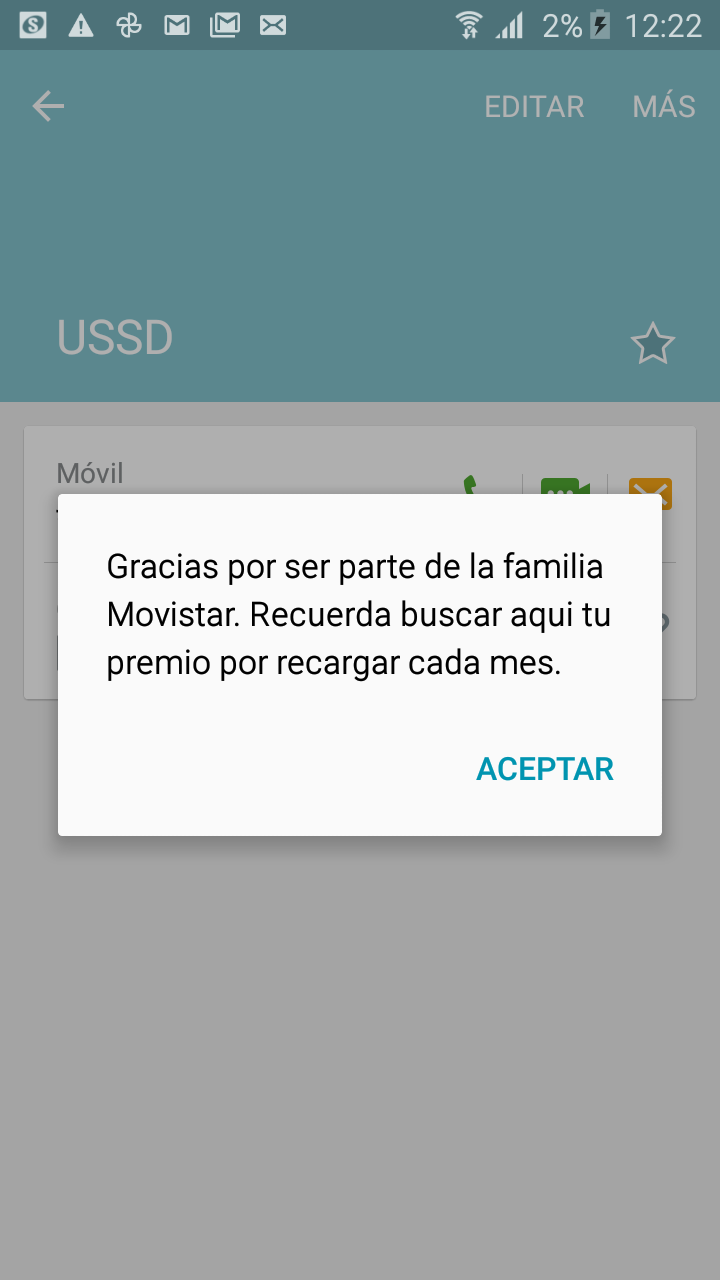 2% 12:22
EDITAR MÁS
USSD
Móvil
Gracias por ser parte de la familia
Movistar. Recuerda buscar aqui tu
premio por recargar cada mes.
ACEPTAR